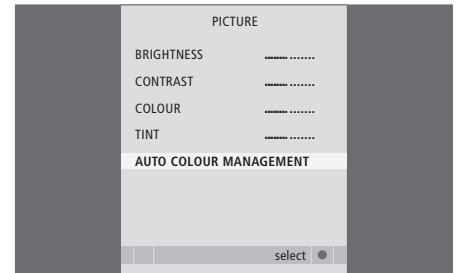 PICTURE
BRIGHTNESS
CONTRAST
COLOUR
TINT
AUTO COLOUR MANAGEMENT
select